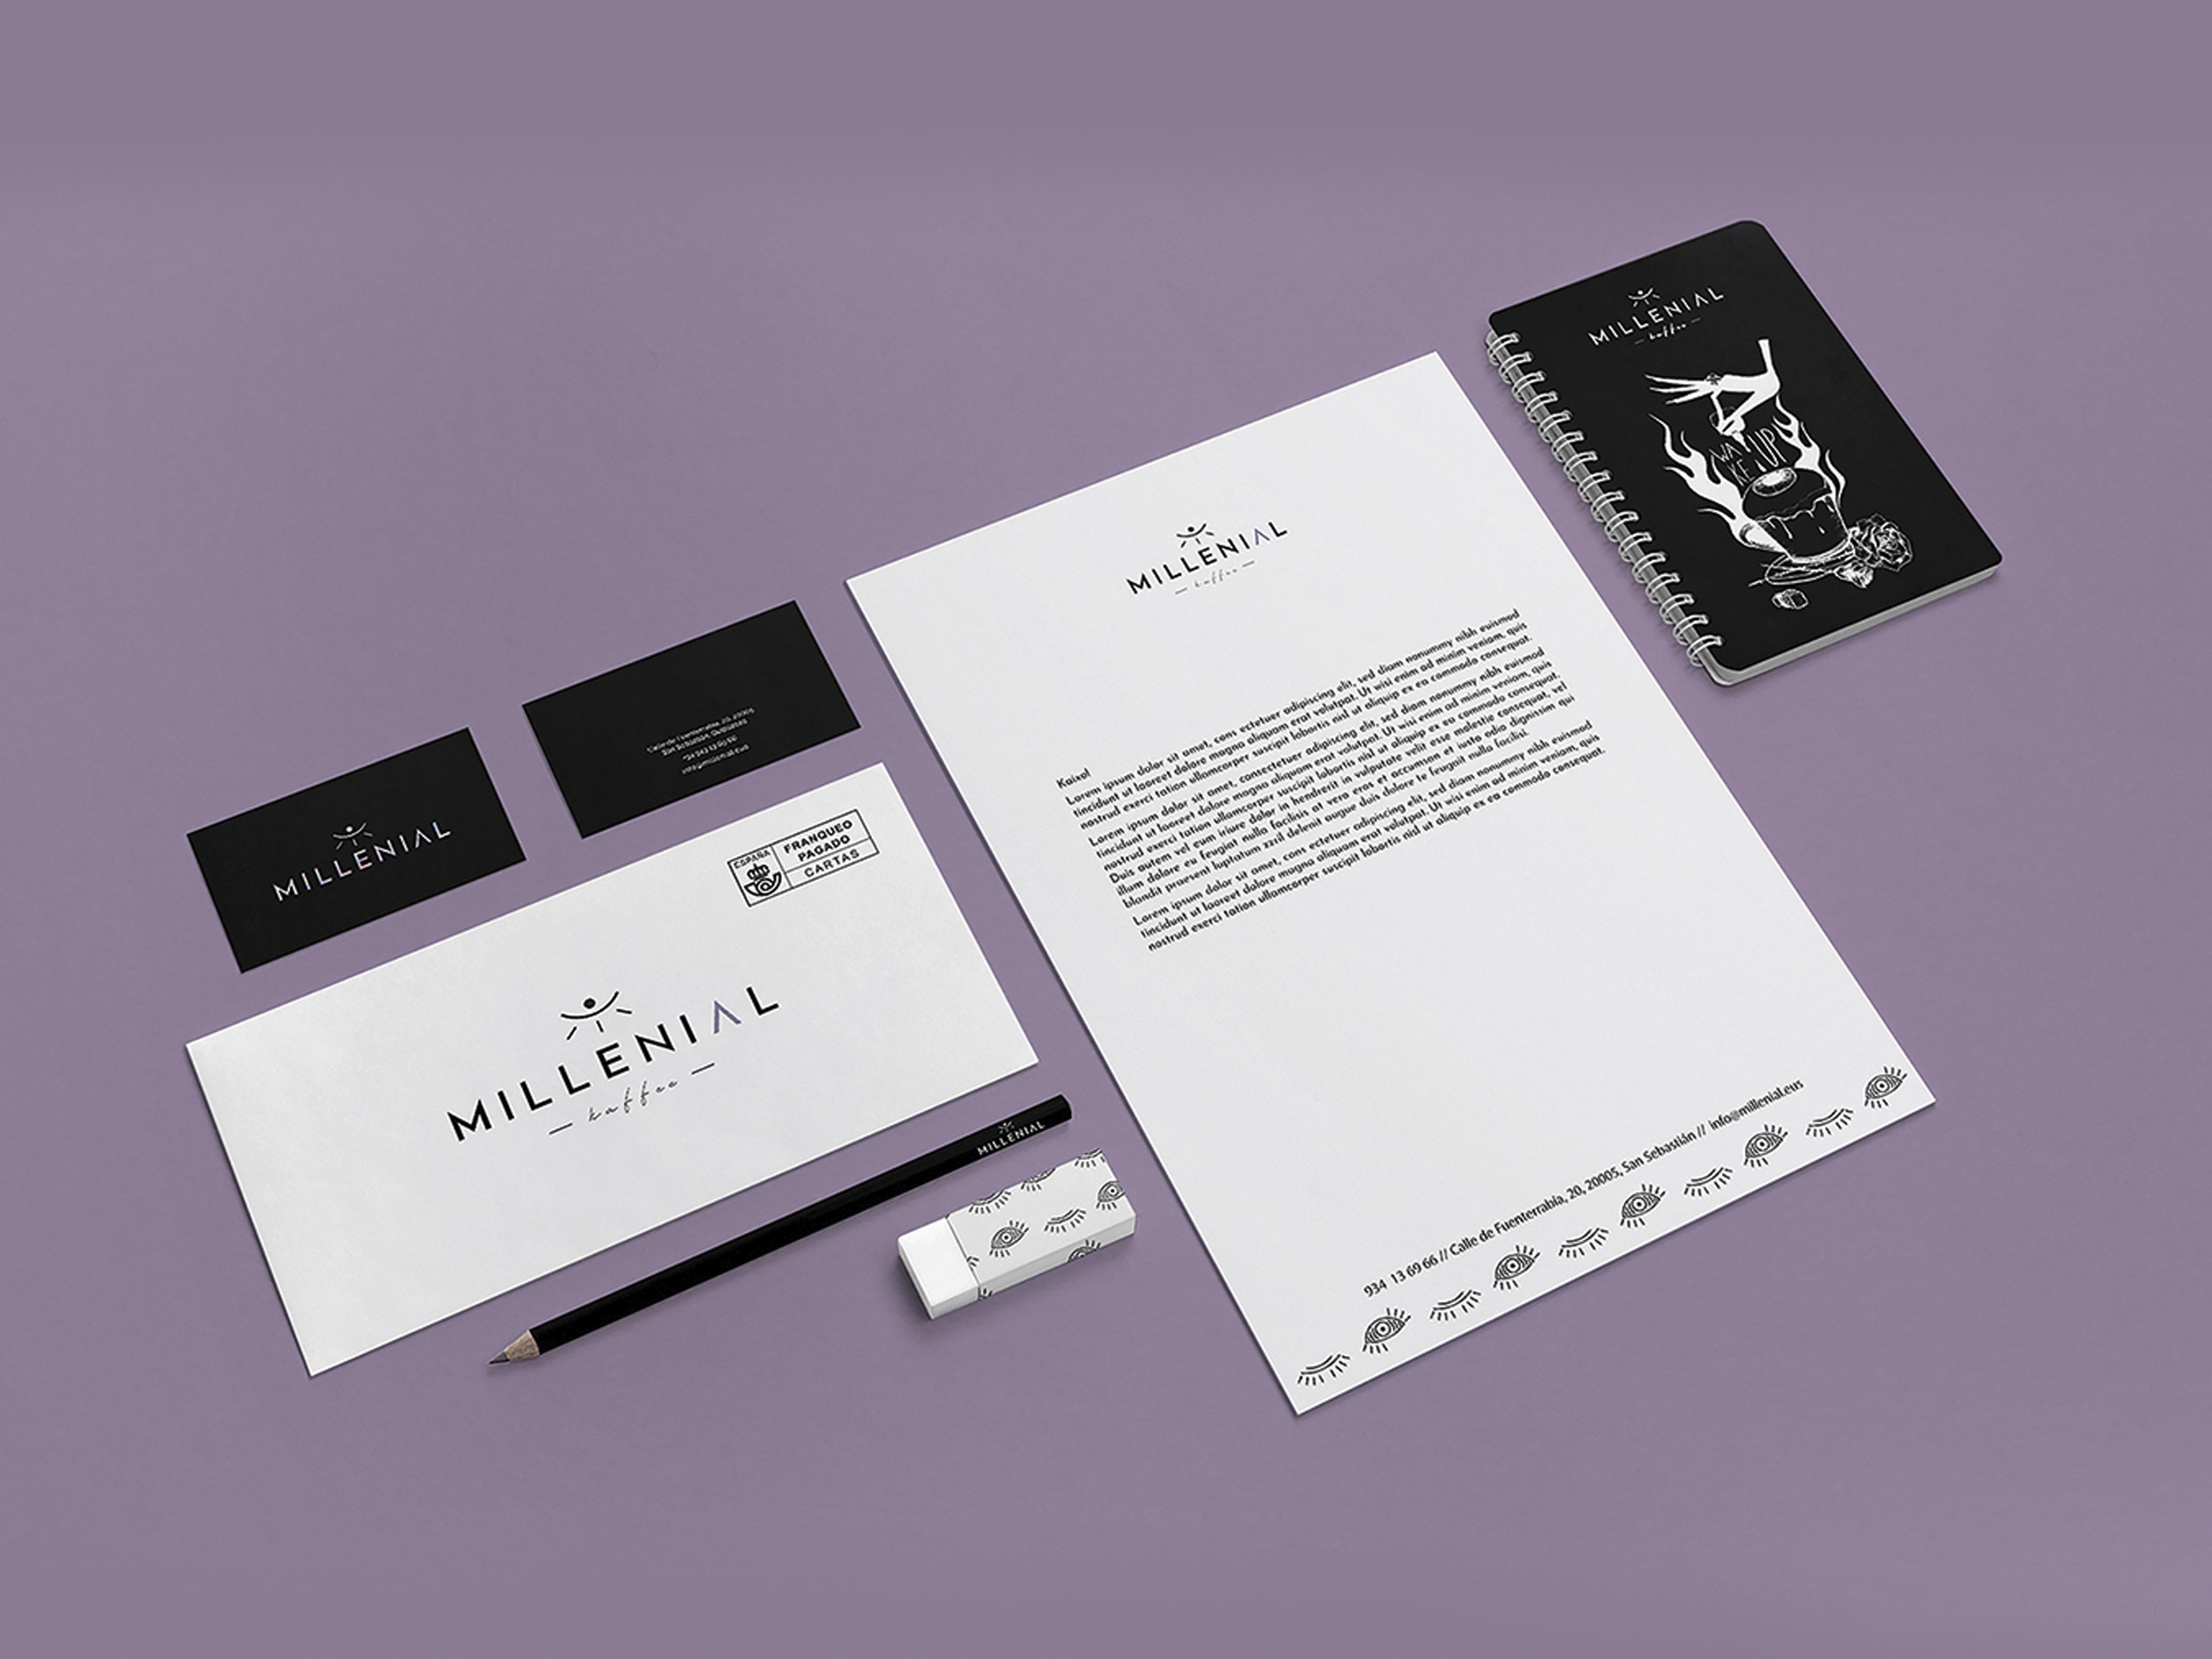 MILLENIAL
kaffee
WA
KE UP
MILLENIAL
kaffee
Kaixo!
Lorem ipsum dolor sit amet, cons ectetuer adipiscing elit, sed diam nonummy nibh euismod
tincidunt ut laoreet dolore magna aliquam erat volutpat. Ut wisi enim ad minim veniam, quis
nostrud exerci tation ullamcorper suscipit lobortis nisl ut aliquip ex ea commodo consequat.
Lorem ipsum dolor sit amet, consectetuer adipiscing elit, sed diam nonummy nibh euismod
tincidunt ut laoreet dolore magna aliquam erat volutpat. Ut wisi enim ad minim veniam, quis
nostrud exerci tation ullamcorper suscipit lobortis nisl ut aliquip ex ea commodo consequat.
Duis autem vel eum iriure dolor in hendrerit in vulputate velit esse molestie consequat, vel
illum dolore eu feugiat nulla facilisis at vero eros et accumsan et iusto odio dignissim qui
blandit praesent luptatum zzril delenit augue duis dolore te feugait nulla facilisi.
Lorem ipsum dolor sit amet, cons ectetuer adipiscing elit, sed diam nonummy nibh euismod
tincidunt ut laoreet dolore magna aliquam erat volutpat. Ut wisi enim ad minim veniam, quis
nostrud exerci tation ullamcorper suscipit lobortis nisl ut aliquip ex ea commodo consequat.
934 13 69 66 // Calle de Fuenterrabía, 20, 20005, San Sebastián // info@millenial.eus
MILLENIAL
ESPAÑA
FRANQUEO
PAGADO
CARTAS
MILLENIAL
kaffee
MILLENIAL